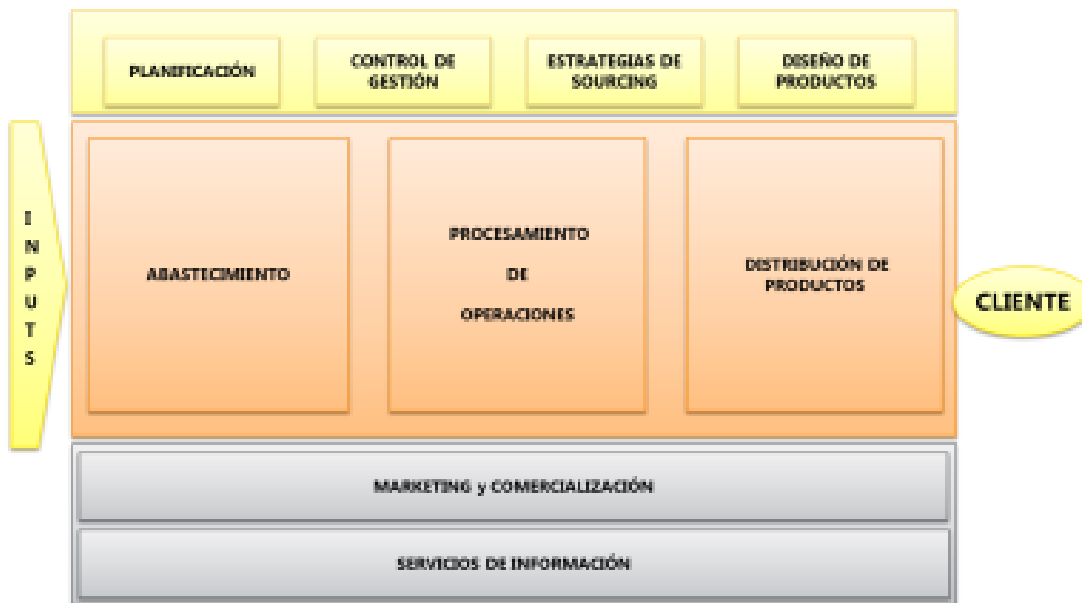 PLANIFICACIÓN
CONTROL DE
GESTIÓN
ESTRATEGIAS DE
SOURCING
DISEÑO DE
PRODUCTOS
INPUTS
ABASTECIMIENTO
PROCESAMIENTO
DE
OPERACIONES
DISTRIBUCIÓN DE
PRODUCTOS
CLIENTE
MARKETING y COMERCIALIZACIÓN
SERVICIOS DE INFORMACIÓN